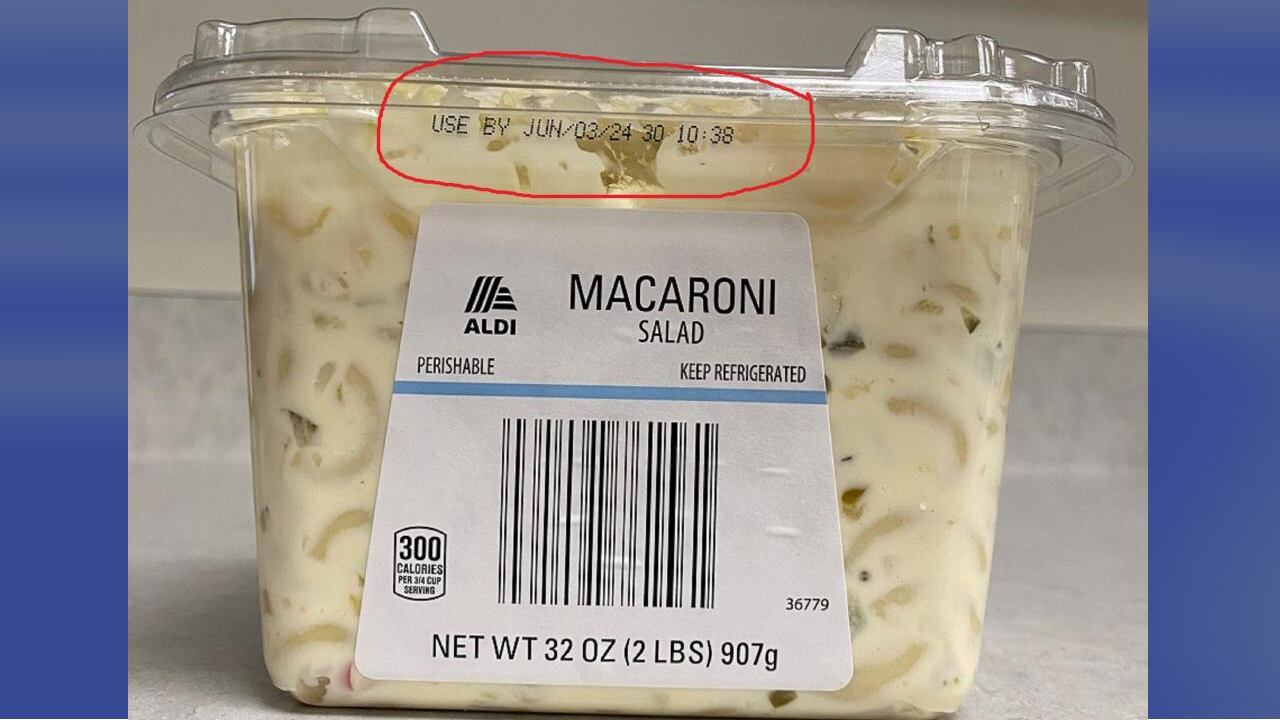 USE BY JUN/03/24 30 10:38
MACARONI
SALAD
ALDI
PERISHABLE
KEEP REFRIGERATED
300
CALORIES
PER 3/4 CUP
SERVING
36779
NET WT 32 OZ (2 LBS) 907g